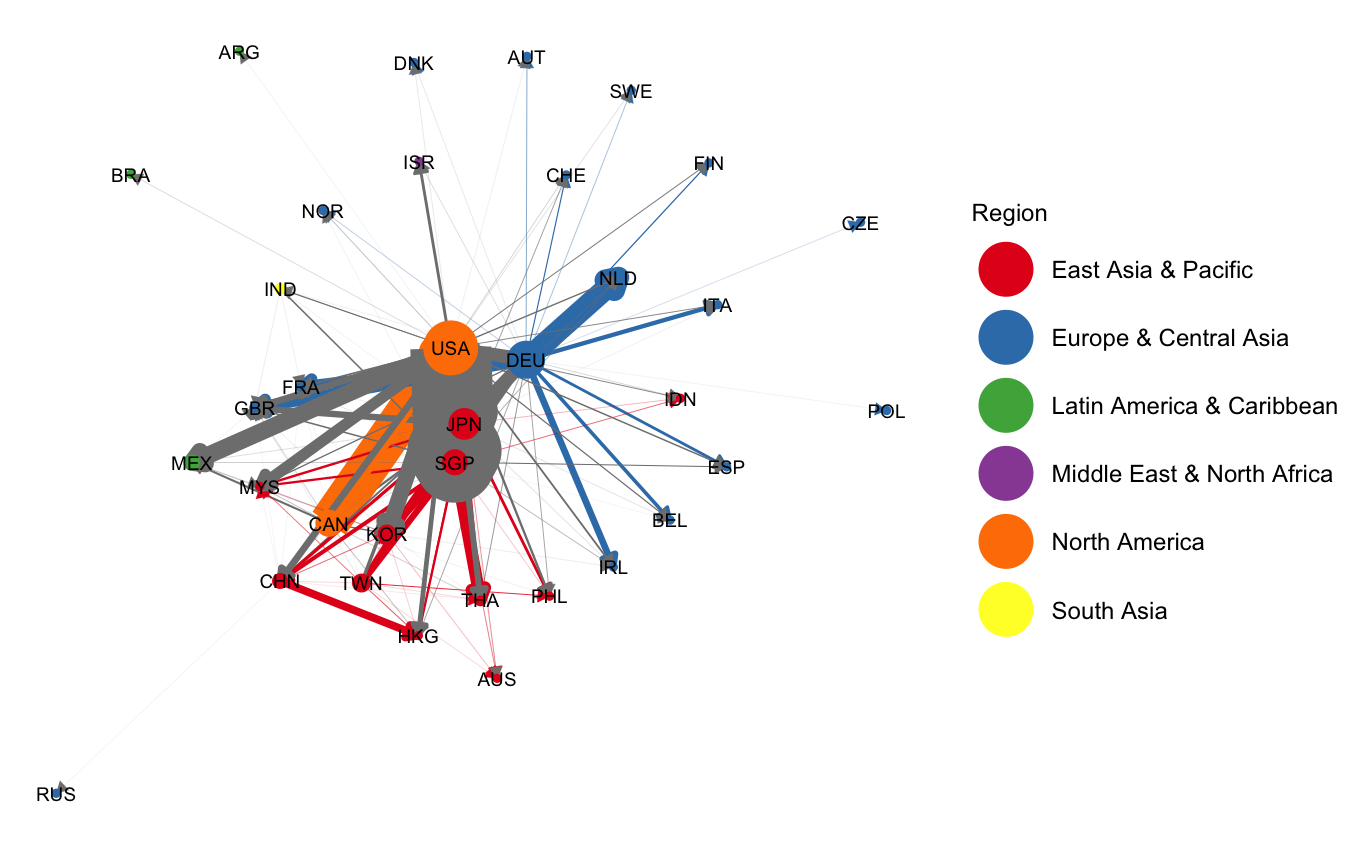 ARG
DNK
AUT
SWE
BRA
ISR
CHE
FIN
NOR
CZE
IND
NLD
ITA
USA
DEU
FRA
GBR
IDN
POL
JPN
MEX
SGP
ESP
MYS
CAN
KOR
BEL
CHN
TWN
IRL
THA
PHL
HKG
AUS
RUS
Region
East Asia & Pacific
Europe & Central Asia
Latin America & Caribbean
Middle East & North Africa
North America
South Asia